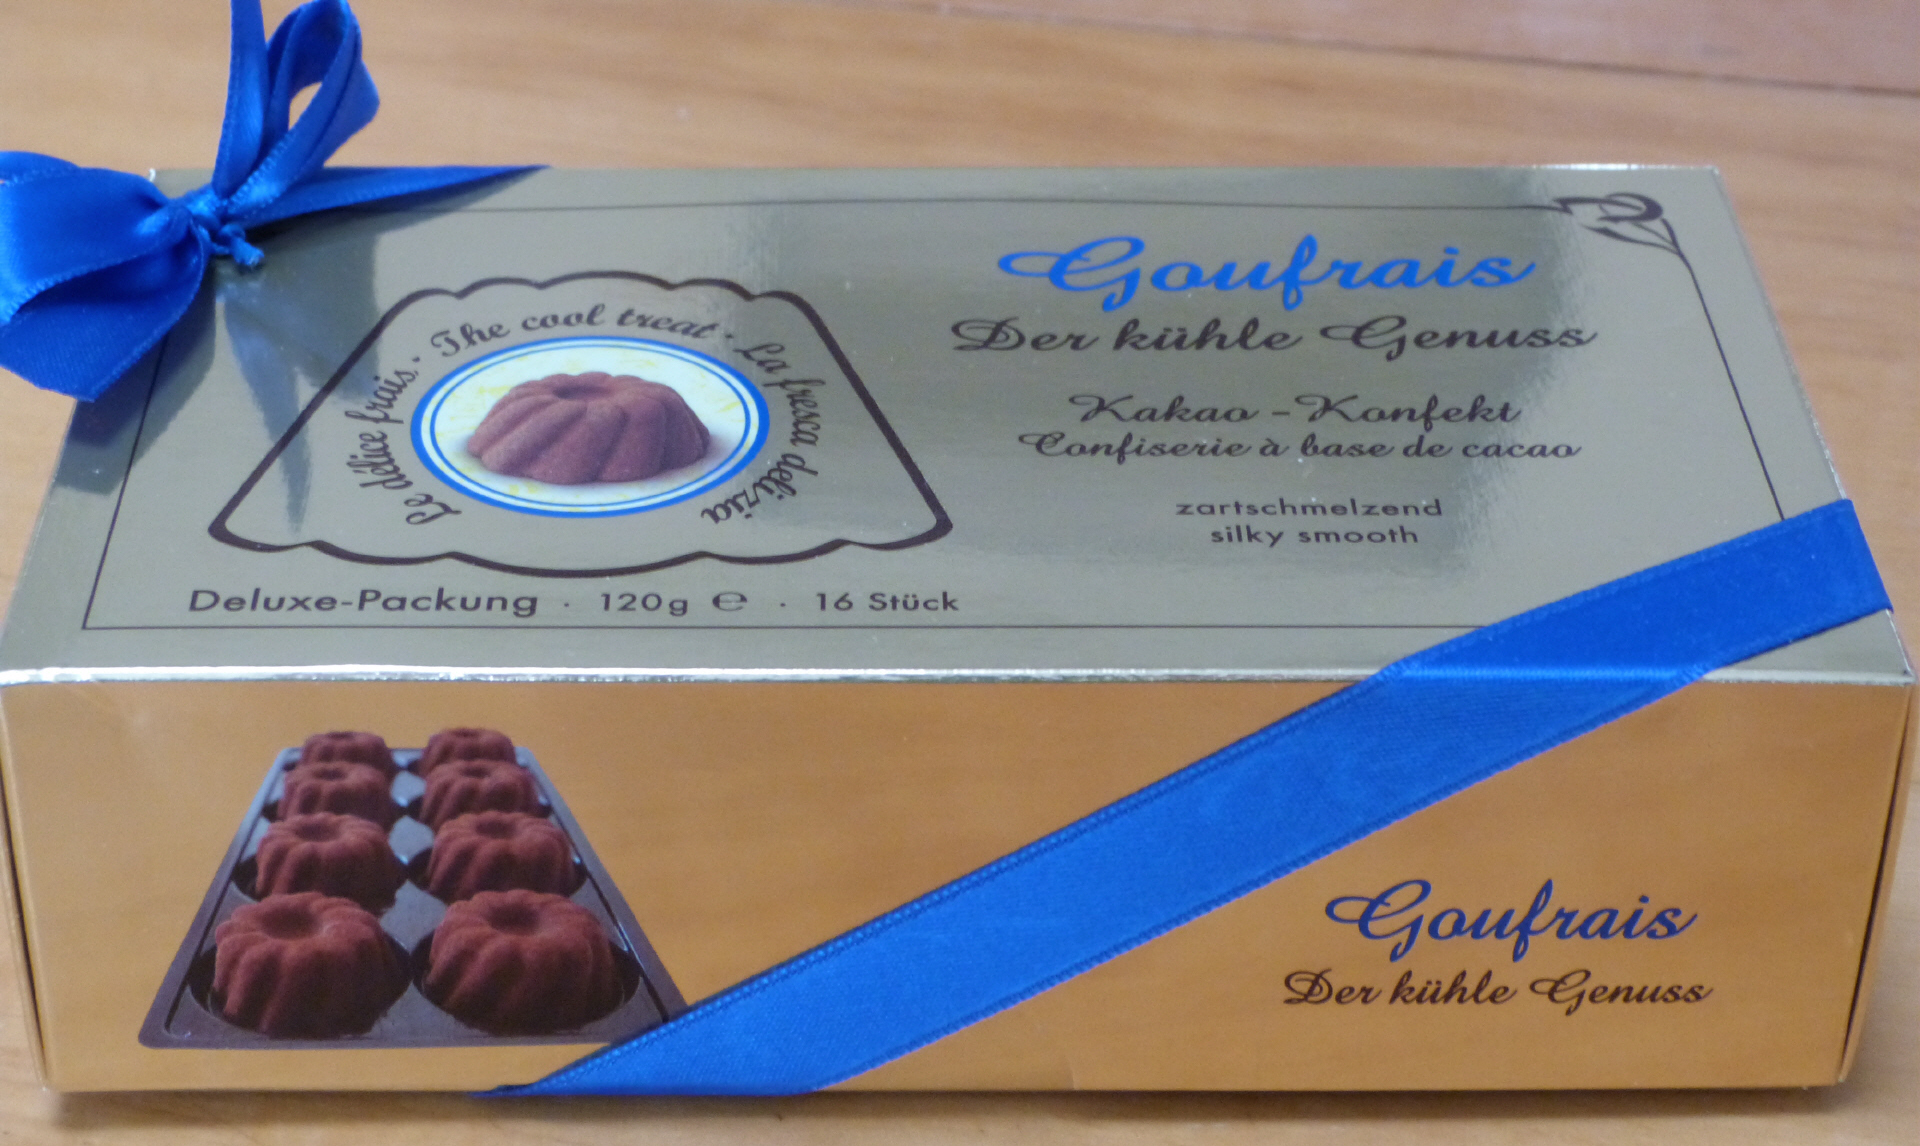 Goufrais
Der kühle Genuss
Kakao - Konfekt
Confiserie à base de cacao
zartschmelzend
silky smooth
Le délice frais. · The cool treat · La fresca delizia
Deluxe-Packung · 120g ℮ · 16 Stück
Goufrais
Der kühle Genuss